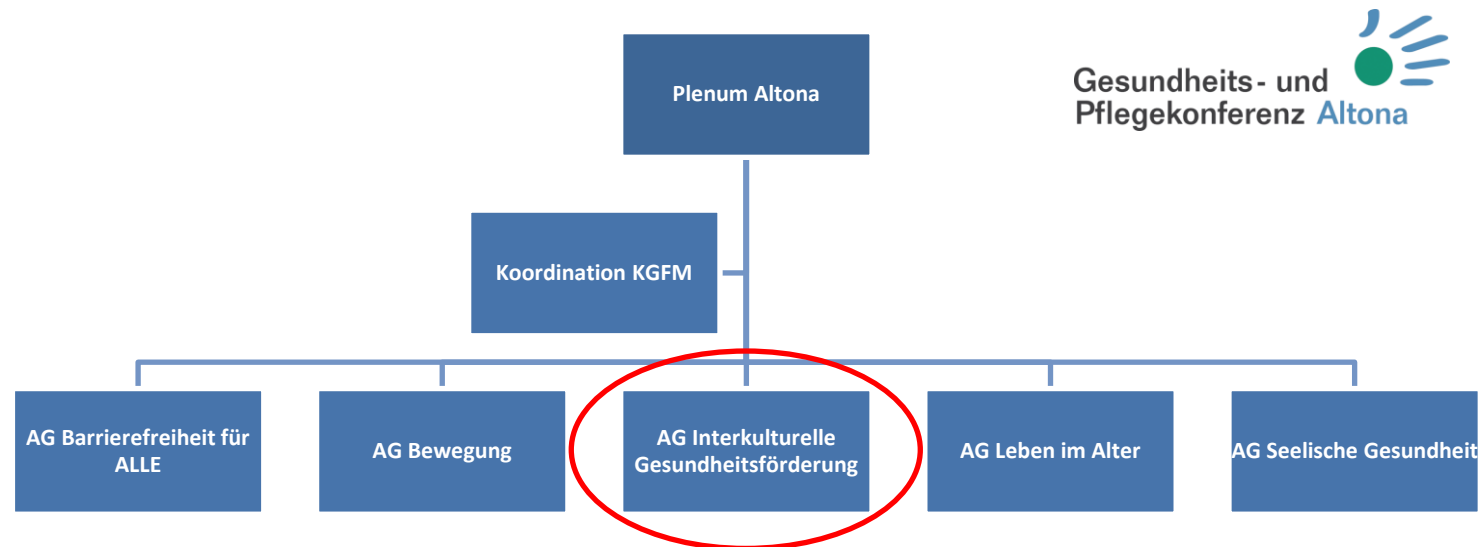 Plenum Altona
Gesundheits- und
Pflegekonferenz Altona
Koordination KGFM
AG Barrierefreiheit für
ALLE
AG Bewegung
AG Interkulturelle
Gesundheitsförderung
AG Leben im Alter
AG Seelische Gesundheit